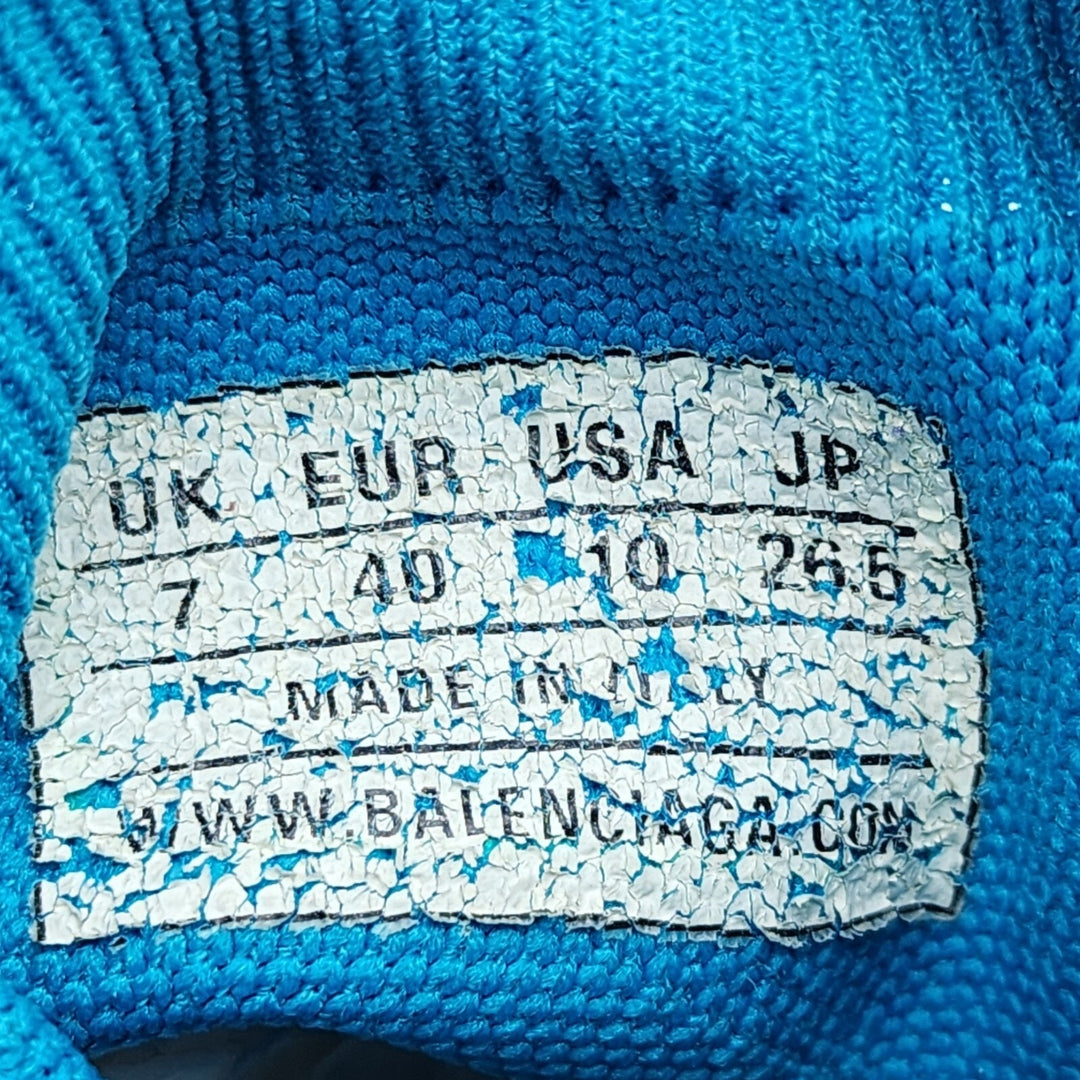 UK EUR USA JP
7 40 10 26.5
MADE IN ITALY
WWW.BALENCIAGA.COM